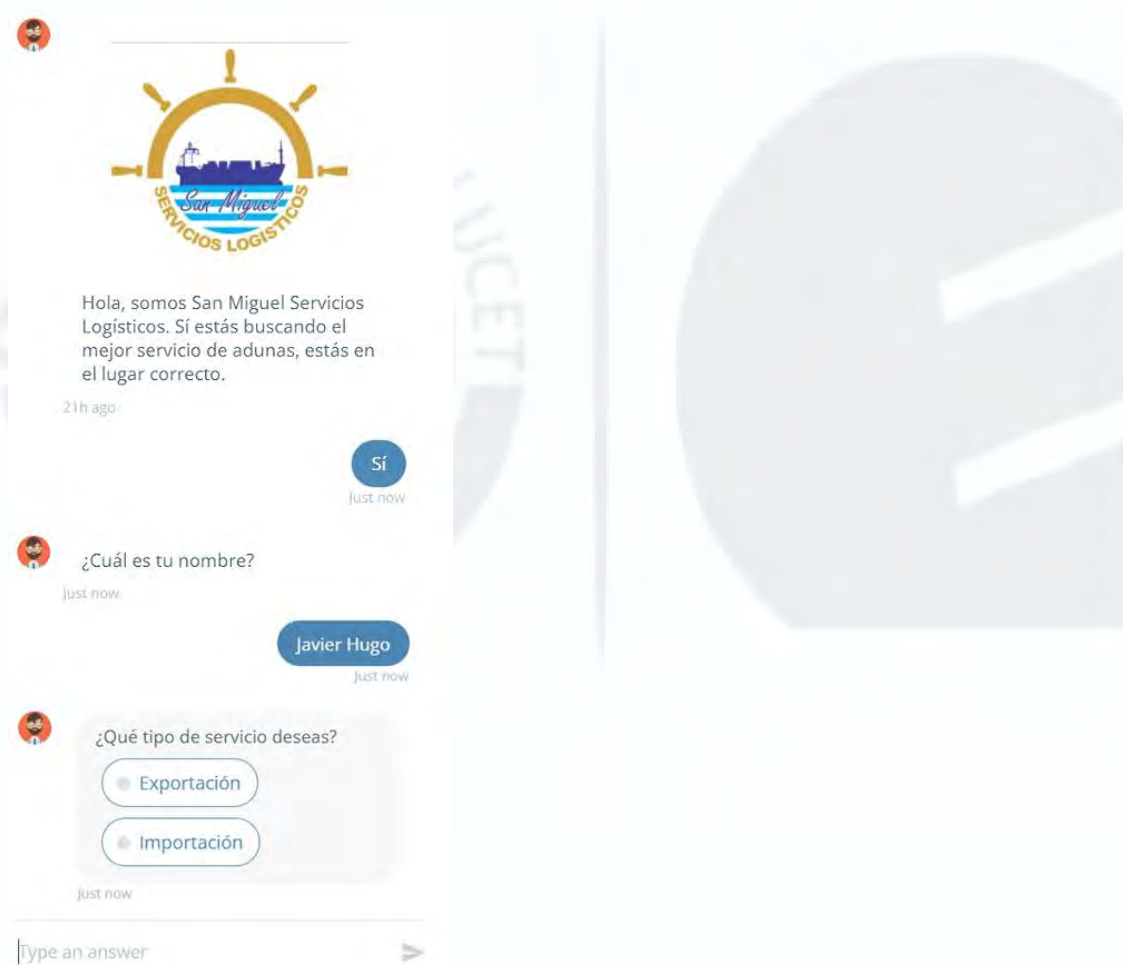 San Miguel
SERVICIOS LOGISTICOS
Hola, somos San Miguel Servicios
Logísticos. Sí estás buscando el
mejor servicio de adunas, estás en
el lugar correcto.
21h ago
Sí
Just now
¿Cuál es tu nombre?
Just now
Javier Hugo
Just now
¿Qué tipo de servicio deseas?
Exportación
Importación
Just now
Type an answer